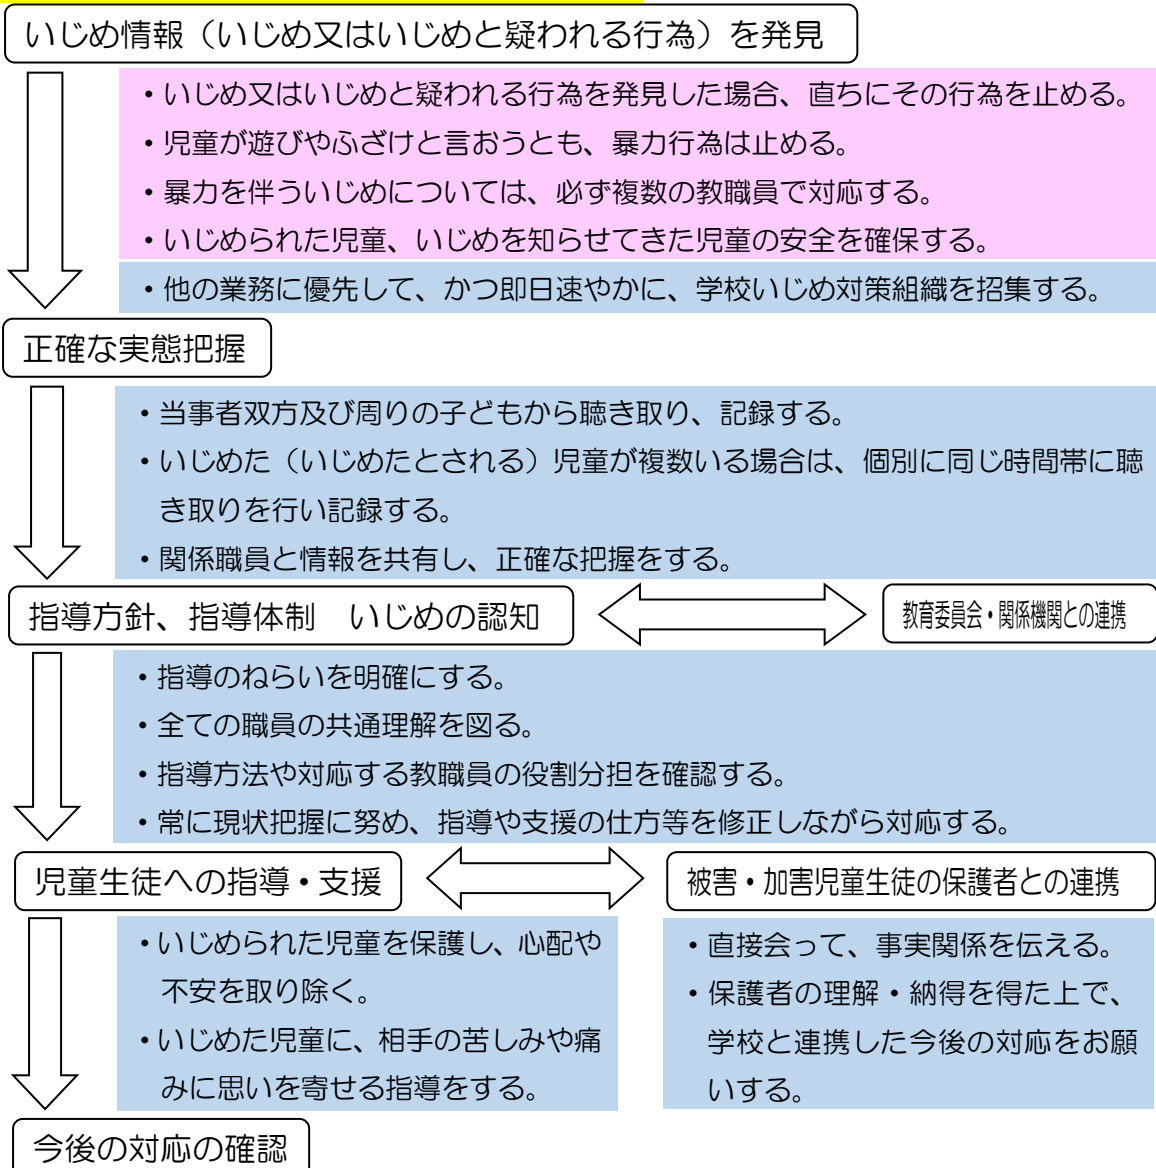 いじめ情報（いじめ又はいじめと疑われる行為）を発見
・いじめ又はいじめと疑われる行為を発見した場合、直ちにその行為を止める。
・児童が遊びやふざけと言おうとも、暴力行為は止める。
・暴力を伴ういじめについては、必ず複数の教職員で対応する。
・いじめられた児童、いじめを知らせてきた児童の安全を確保する。
・他の業務に優先して、かつ即日速やかに、学校いじめ対策組織を招集する。
正確な実態把握
・当事者双方及び周りの子どもから聴き取り、記録する。
・いじめた（いじめたとされる）児童が複数いる場合は、個別に同じ時間帯に聴
き取りを行い記録する。
・関係職員と情報を共有し、正確な把握をする。
指導方針、指導体制　いじめの認知
教育委員会・関係機関との連携
・指導のねらいを明確にする。
・全ての職員の共通理解を図る。
・指導方法や対応する教職員の役割分担を確認する。
・常に現状把握に努め、指導や支援の仕方等を修正しながら対応する。
児童生徒への指導・支援
被害・加害児童生徒の保護者との連携
・いじめられた児童を保護し、心配や
不安を取り除く。
・いじめた児童に、相手の苦しみや痛
みに思いを寄せる指導をする。
・直接会って、事実関係を伝える。
・保護者の理解・納得を得た上で、
学校と連携した今後の対応をお願
いする。
今後の対応の確認